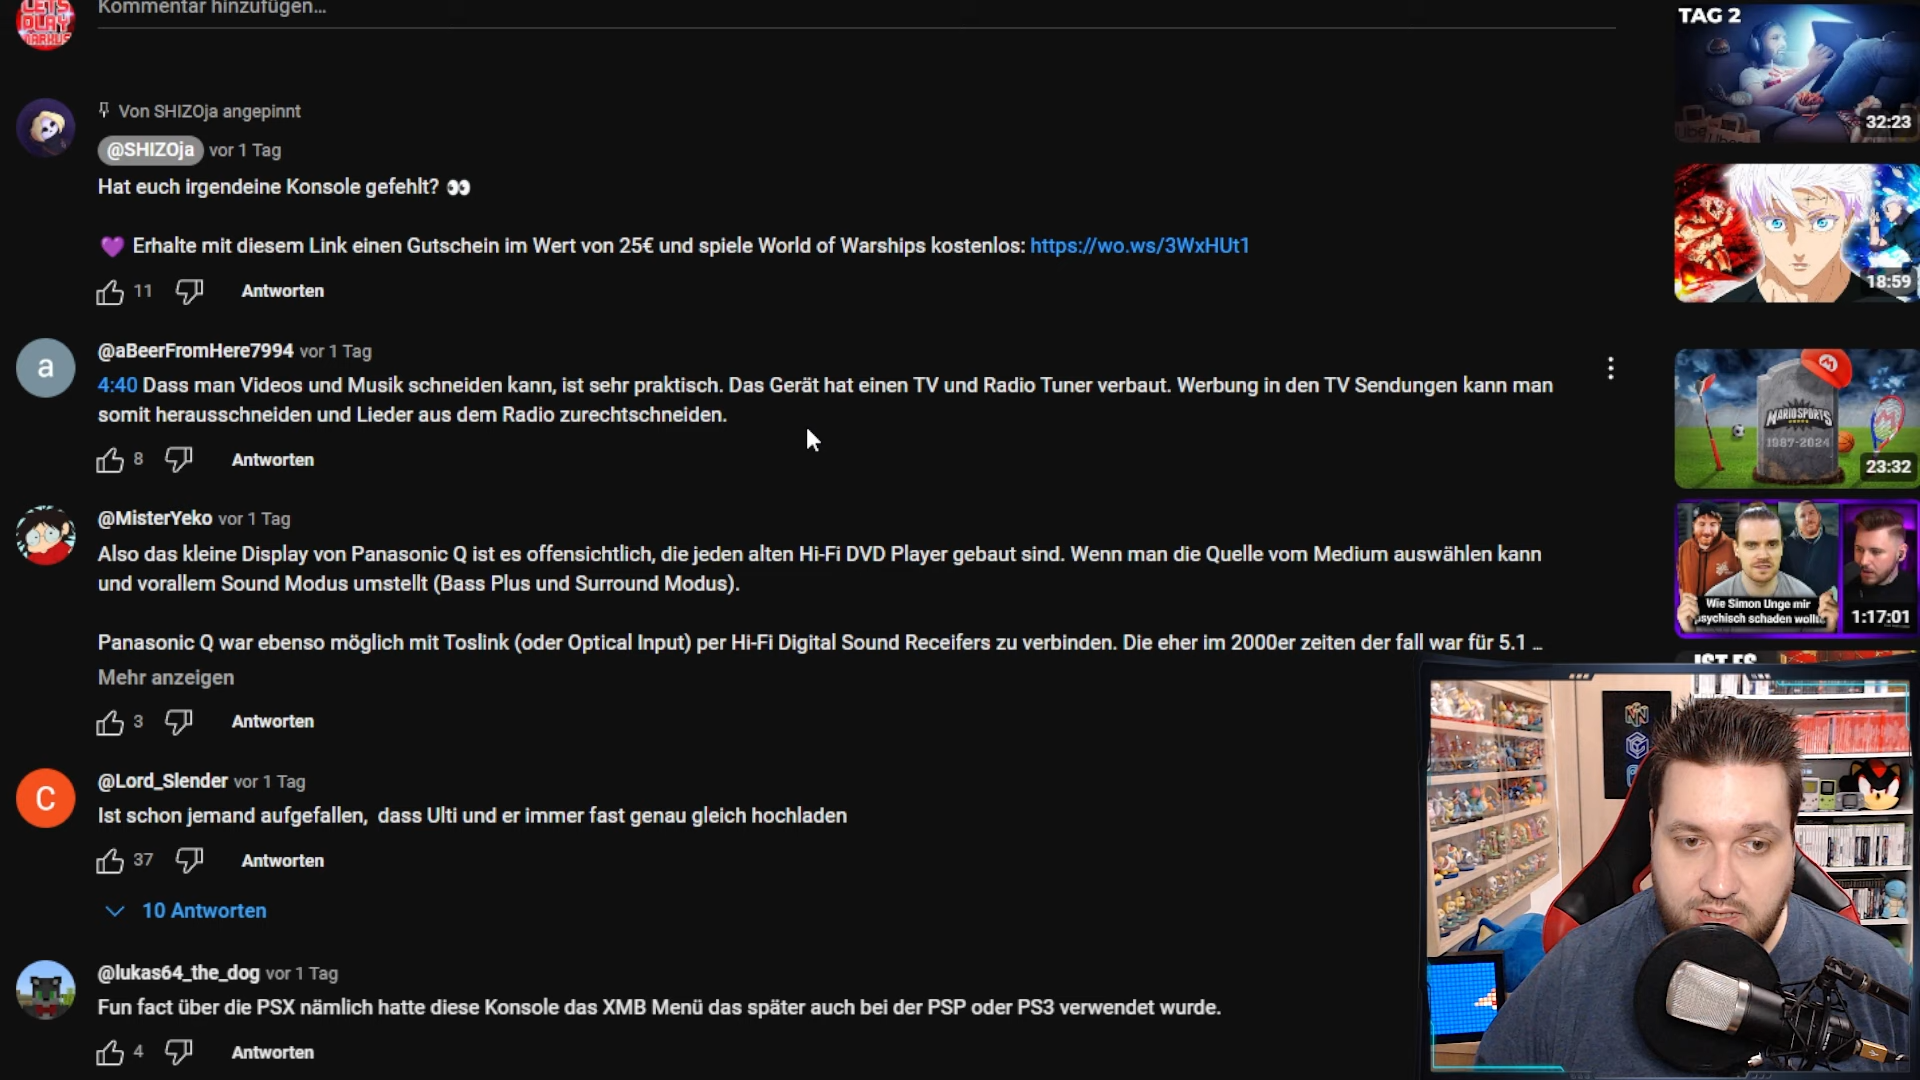 LETS
PLAY
MARKUS
Kommentar hinzufügen...
Von SHIZOja angepinnt
@SHIZOja vor 1 Tag
Hat euch irgendeine Konsole gefehlt? 👀
💜 Erhalte mit diesem Link einen Gutschein im Wert von 25€ und spiele World of Warships kostenlos: https://wo.ws/3WxHUt1
11 Antworten
a
@aBeerFromHere7994 vor 1 Tag
4:40 Dass man Videos und Musik schneiden kann, ist sehr praktisch. Das Gerät hat einen TV und Radio Tuner verbaut. Werbung in den TV Sendungen kann man
somit herausschneiden und Lieder aus dem Radio zurechtschneiden.
8 Antworten
@MisterYeko vor 1 Tag
Also das kleine Display von Panasonic Q ist es offensichtlich, die jeden alten Hi-Fi DVD Player gebaut sind. Wenn man die Quelle vom Medium auswählen kann
und vorallem Sound Modus umstellt (Bass Plus und Surround Modus).
Panasonic Q war ebenso möglich mit Toslink (oder Optical Input) per Hi-Fi Digital Sound Receifers zu verbinden. Die eher im 2000er zeiten der fall war für 5.1 ...
Mehr anzeigen
3 Antworten
C
@Lord_Slender vor 1 Tag
Ist schon jemand aufgefallen, dass Ulti und er immer fast genau gleich hochladen
37 Antworten
10 Antworten
@lukas64_the_dog vor 1 Tag
Fun fact über die PSX nämlich hatte diese Konsole das XMB Menü das später auch bei der PSP oder PS3 verwendet wurde.
4 Antworten
TAG 2
32:23
18:59
MARIO SPORTS
1987-2024
23:32
Wie Simon Unge mir
psychisch schaden wollte
1:17:01
IST ES